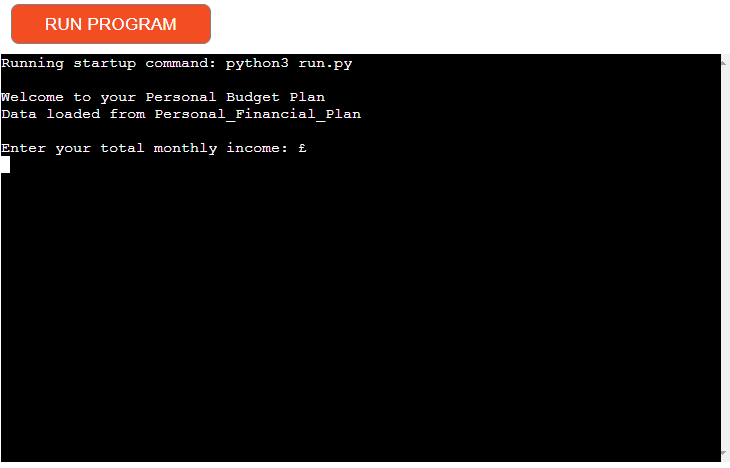 RUN PROGRAM
Running startup command: python3 run.py
Welcome to your Personal Budget Plan
Data loaded from Personal_Financial_Plan
Enter your total monthly income: £